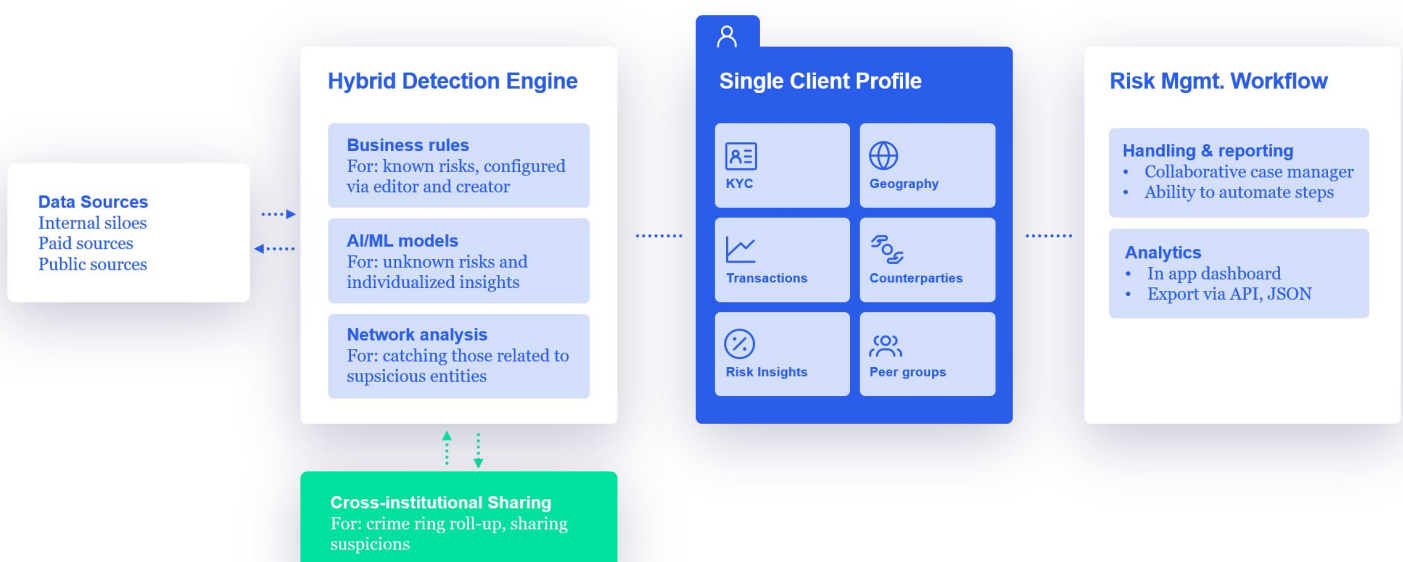 Data Sources
Internal siloes
Paid sources
Public sources
Hybrid Detection Engine
Business rules
For: known risks, configured
via editor and creator
AI/ML models
For: unknown risks and
individualized insights
Network analysis
For: catching those related to
supsicious entities
Cross-institutional Sharing
For: crime ring roll-up, sharing
suspicions
Single Client Profile
KYC
Geography
Transactions
Counterparties
Risk Insights
Peer groups
Risk Mgmt. Workflow
Handling & reporting
• Collaborative case manager
• Ability to automate steps
Analytics
• In app dashboard
• Export via API, JSON